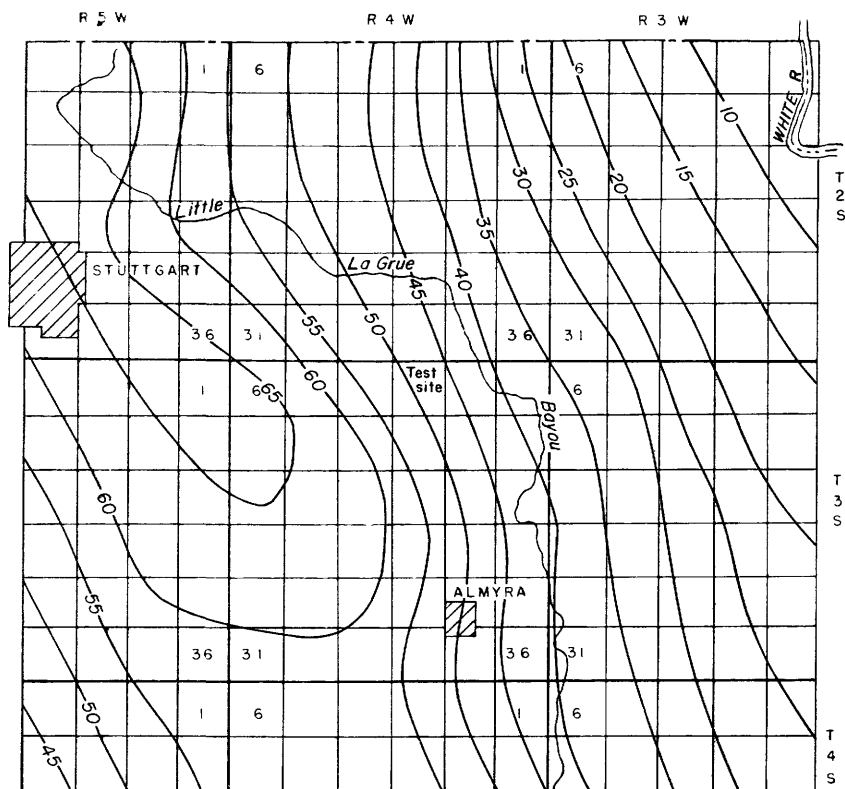 R 5 W R 4 W R 3 W
WHITE R
1 6 1 6
10
15
20
25
30
35
T 2 S
Little
La Grue
STUTTGART
40
45
50
55
36 31 36 31
60
Test site
1 6 6
65
Bayou
60
T 3 S
ALMYRA
55
36 31 36 31
50
1 6 1 6
45
T 4 S